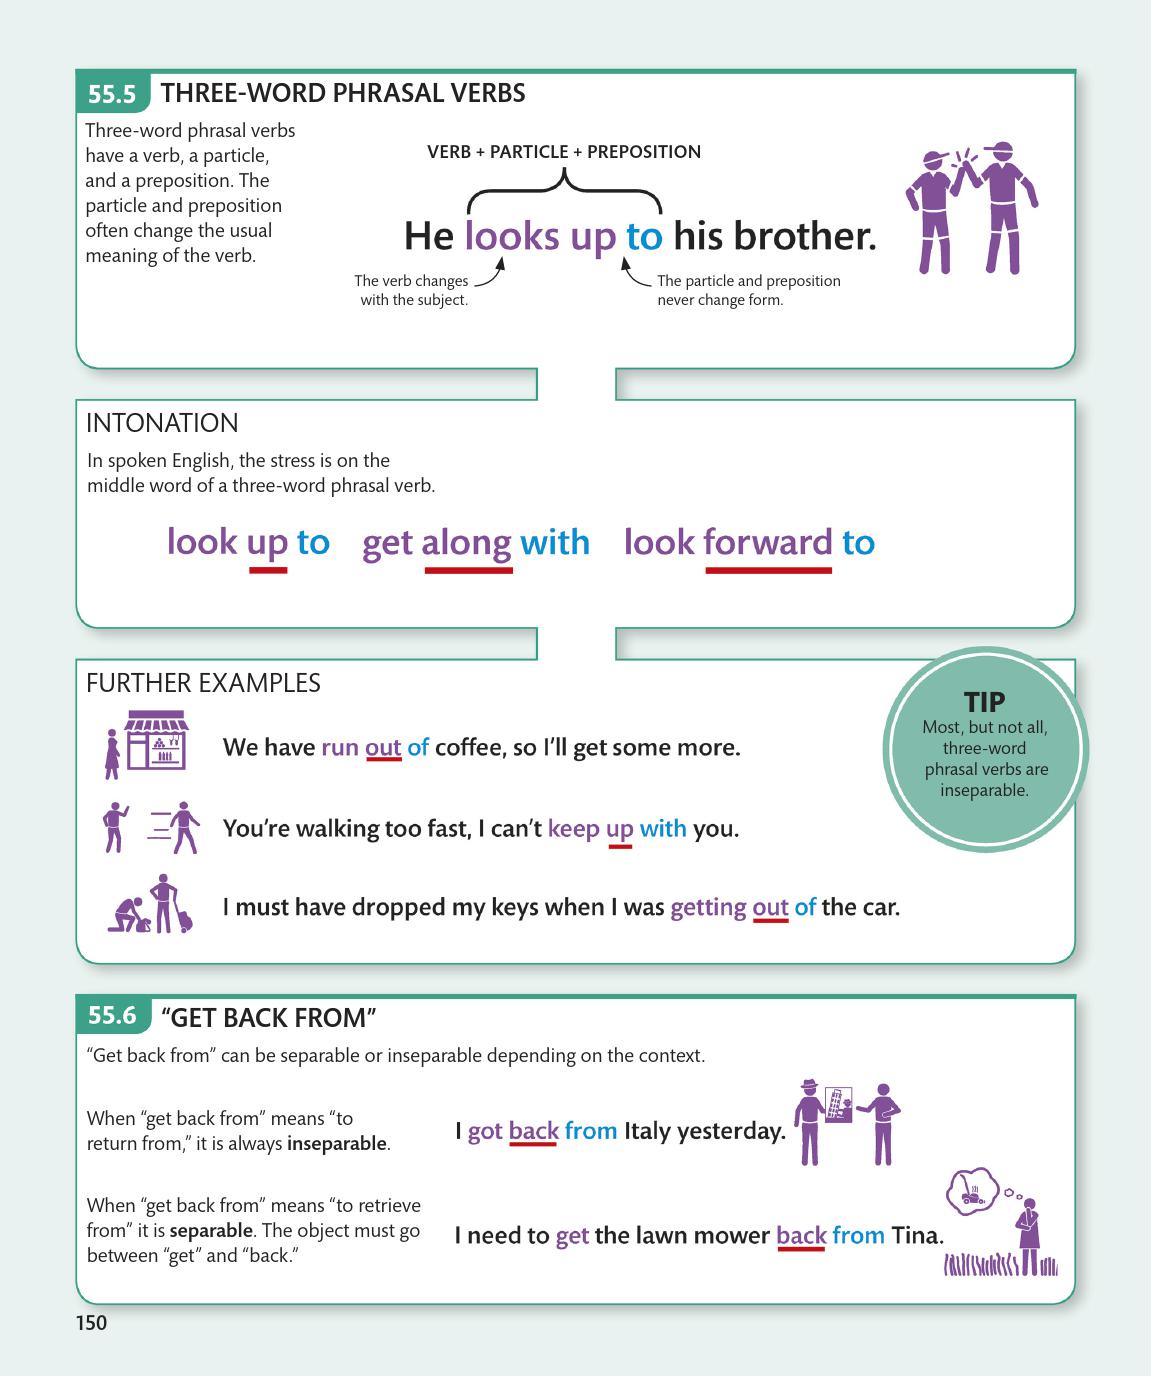 55.5 THREE-WORD PHRASAL VERBS
Three-word phrasal verbs
have a verb, a particle,
and a preposition. The
particle and preposition
often change the usual
meaning of the verb.
VERB + PARTICLE + PREPOSITION
He looks up to his brother.
The verb changes
with the subject.
The particle and preposition
never change form.
INTONATION
In spoken English, the stress is on the
middle word of a three-word phrasal verb.
look up to get along with look forward to
FURTHER EXAMPLES
We have run out of coffee, so I’ll get some more.
You’re walking too fast, I can’t keep up with you.
I must have dropped my keys when I was getting out of the car.
TIP
Most, but not all,
three-word
phrasal verbs are
inseparable.
55.6 “GET BACK FROM”
“Get back from” can be separable or inseparable depending on the context.
When “get back from” means “to
return from,” it is always inseparable.
I got back from Italy yesterday.
When “get back from” means “to retrieve
from” it is separable. The object must go
between “get” and “back.”
I need to get the lawn mower back from Tina.
150